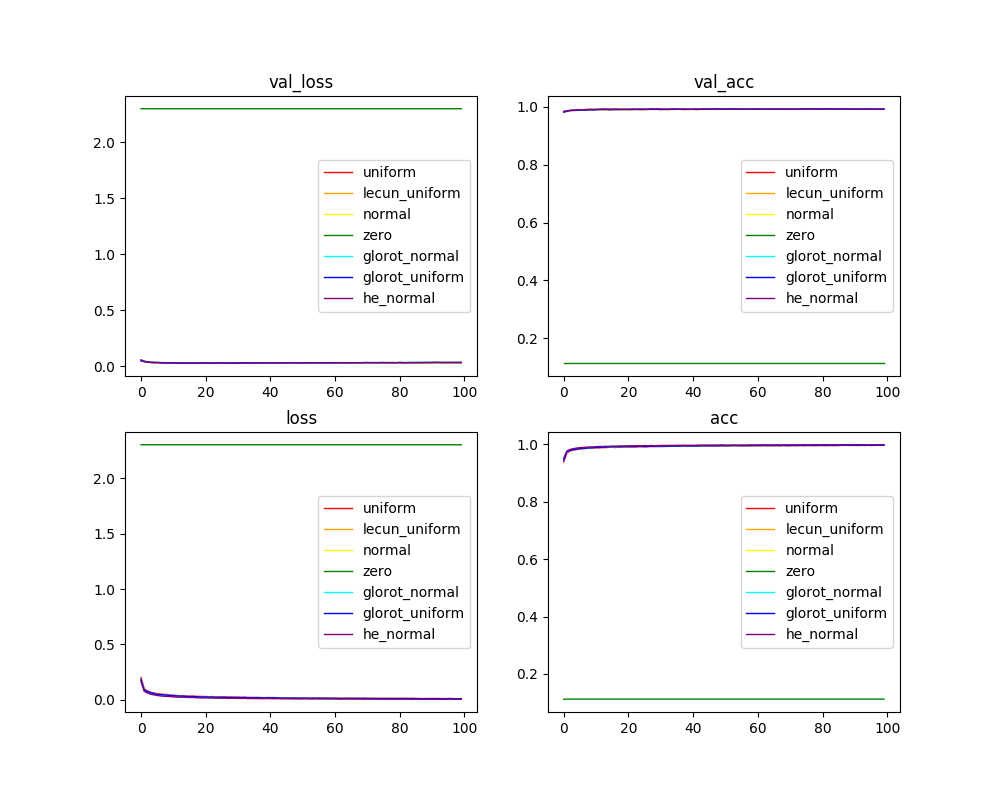 val_loss
2.0
1.5
1.0
0.5
0.0
0 20 40 60 80 100
uniform
lecun_uniform
normal
zero
glorot_normal
glorot_uniform
he_normal
val_acc
1.0
0.8
0.6
0.4
0.2
0 20 40 60 80 100
uniform
lecun_uniform
normal
zero
glorot_normal
glorot_uniform
he_normal
loss
2.0
1.5
1.0
0.5
0.0
0 20 40 60 80 100
uniform
lecun_uniform
normal
zero
glorot_normal
glorot_uniform
he_normal
acc
1.0
0.8
0.6
0.4
0.2
0 20 40 60 80 100
uniform
lecun_uniform
normal
zero
glorot_normal
glorot_uniform
he_normal